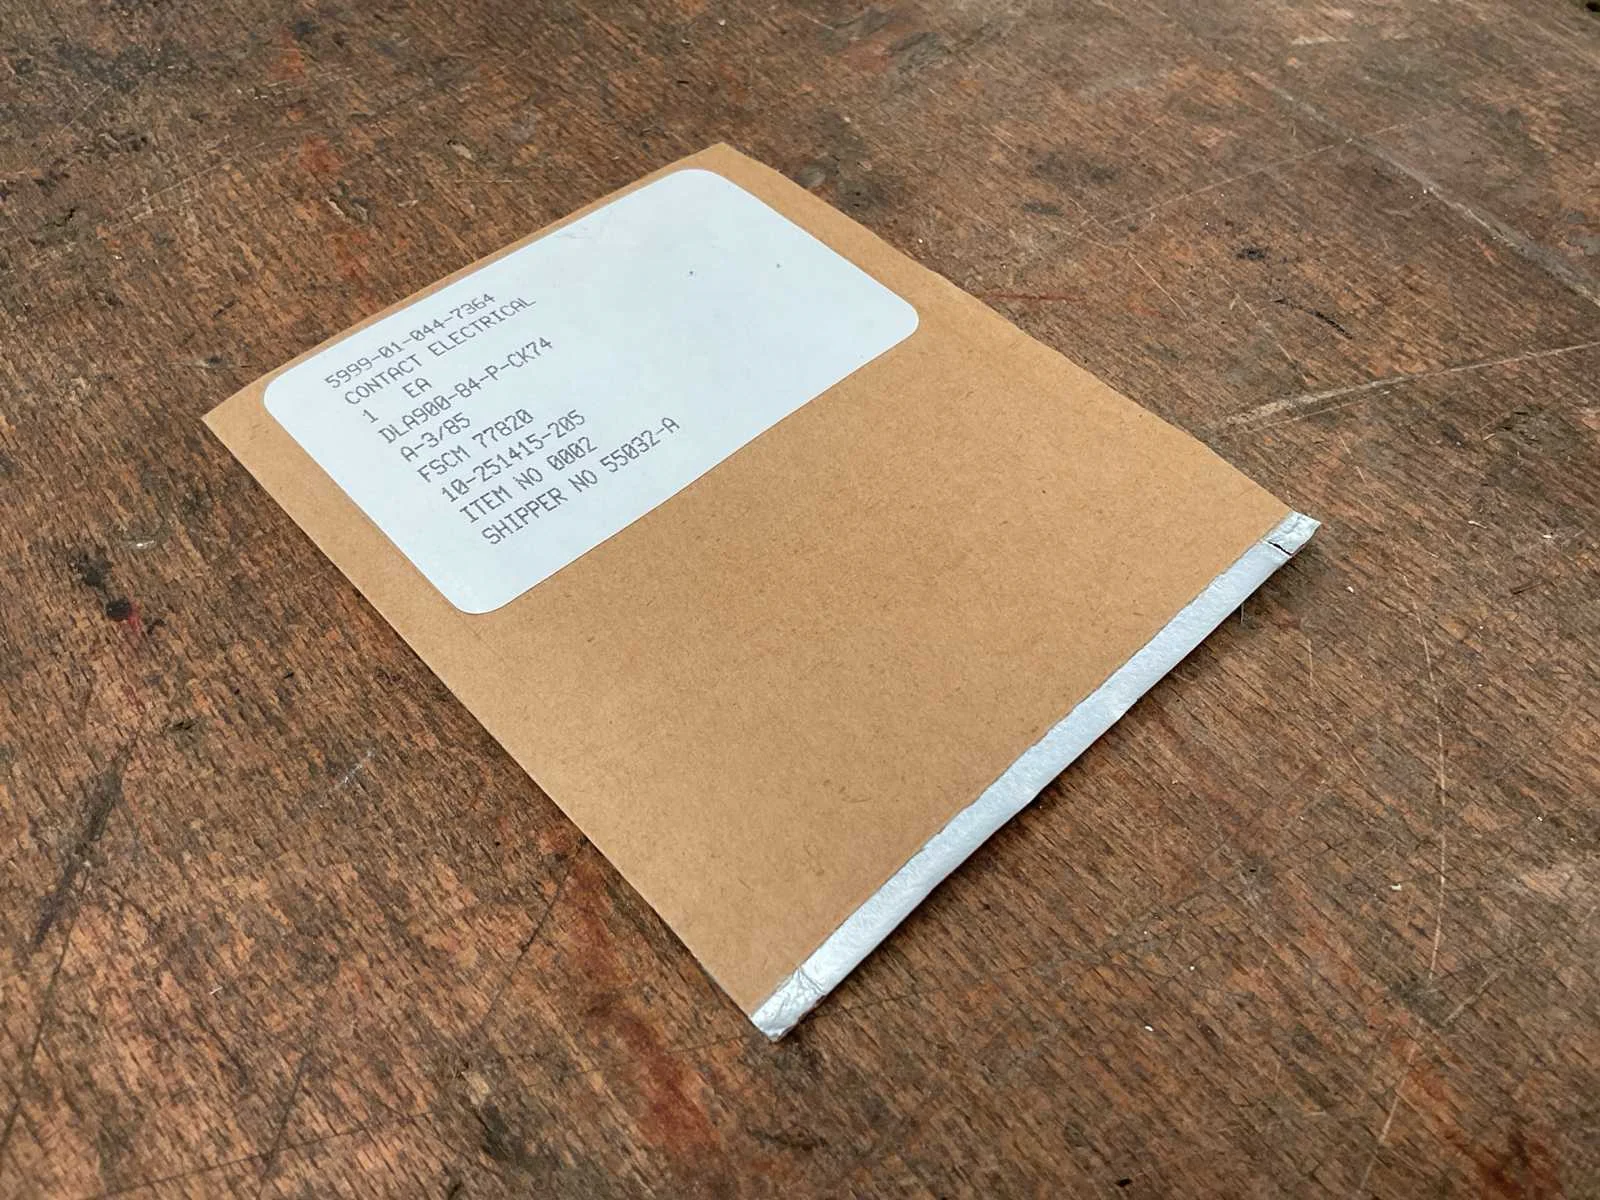 5999-01-044-7364
CONTACT ELECTRICAL
1 EA
DLA900-84-P-CK74
A-3/85
FSCM 77820
10-251415-205
ITEM NO 0002
SHIPPER NO 55032-A